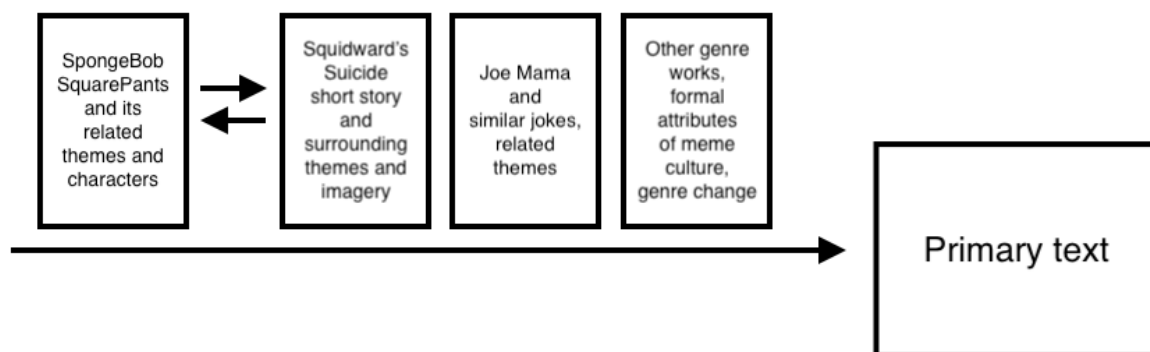 SpongeBob
SquarePants
and its
related
themes and
characters
Squidward's
Suicide
short story
and
surrounding
themes and
imagery
Joe Mama
and
similar jokes,
related
themes
Other genre
works,
formal
attributes
of meme
culture,
genre change
Primary text